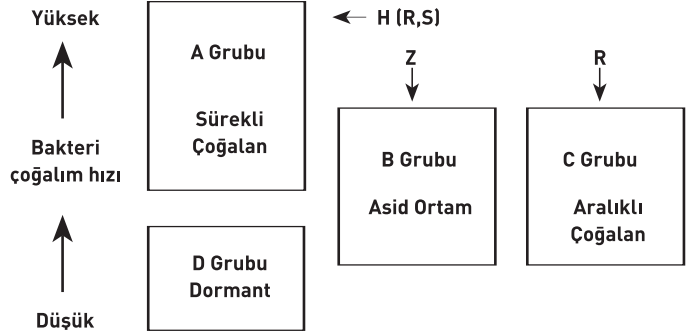 Yüksek
H (R,S)
A Grubu
Z
R
Sürekli
Çoğalan
Bakteri
çoğalım hızı
B Grubu
C Grubu
Asid Ortam
Aralıklı
Çoğalan
D Grubu
Dormant
Düşük